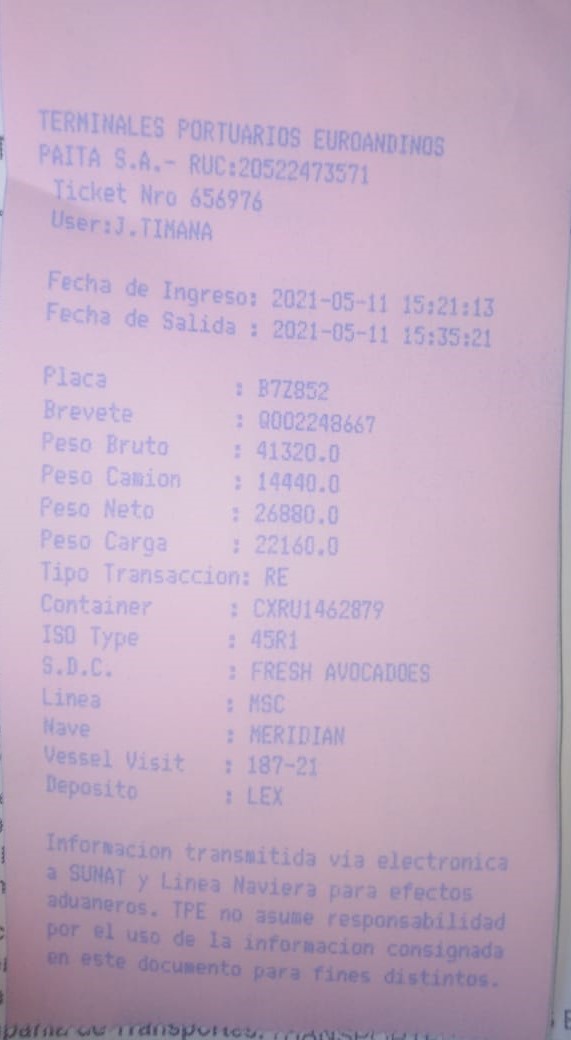 TERMINALES PORTUARIOS EUROANDINOS
PAITA S.A.- RUC:20522473571
Ticket Nro 656976
User:J.TIMANA
Fecha de Ingreso: 2021-05-11 15:21:13
Fecha de Salida : 2021-05-11 15:35:21
Placa : B7Z852
Brevete : Q002248667
Peso Bruto : 41320.0
Peso Camion : 14440.0
Peso Neto : 26880.0
Peso Carga : 22160.0
Tipo Transaccion: RE
Container : CXRU1462879
ISO Type : 45R1
S.D.C. : FRESH AVOCADOES
Linea : MSC
Nave : MERIDIAN
Vessel Visit : 187-21
Deposito : LEX
Informacion transmitida via electronica
a SUNAT y Linea Naviera para efectos
aduaneros. TPE no asume responsabilidad
por el uso de la informacion consignada
en este documento para fines distintos.